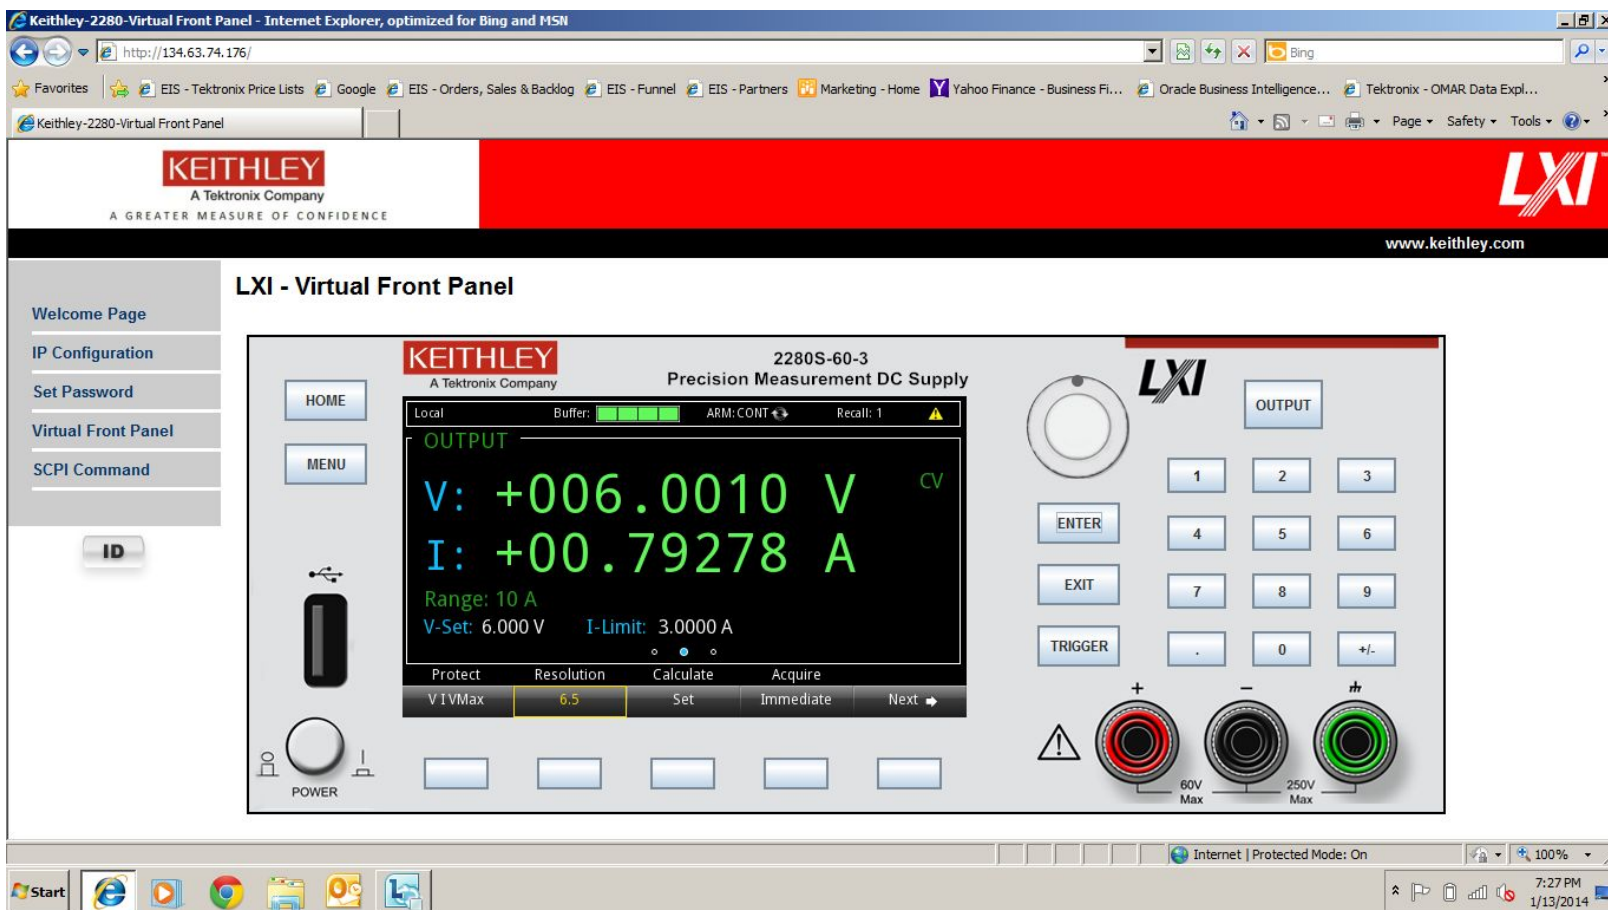 Keithley-2280-Virtual Front Panel - Internet Explorer, optimized for Bing and MSN
http://134.63.74.176/
Bing
Favorites EIS - Tektronix Price Lists Google EIS - Orders, Sales & Backlog EIS - Funnel EIS - Partners Marketing - Home Yahoo Finance - Business Fi... Oracle Business Intelligence... Tektronix - OMAR Data Expl...
Keithley-2280-Virtual Front Panel
Page Safety Tools
KEITHLEY
A Tektronix Company
A GREATER MEASURE OF CONFIDENCE
LXI
www.keithley.com
Welcome Page
IP Configuration
Set Password
Virtual Front Panel
SCPI Command
ID
LXI - Virtual Front Panel
HOME
MENU
POWER
KEITHLEY
A Tektronix Company
2280S-60-3
Precision Measurement DC Supply
Local Buffer: ARM:CONT Recall: 1
OUTPUT
V: +006.0010 V CV
I: +00.79278 A
Range: 10 A
V-Set: 6.000 V I-Limit: 3.0000 A
Protect Resolution Calculate Acquire
V I VMax 6.5 Set Immediate Next
LXI
OUTPUT
ENTER
EXIT
TRIGGER
1 2 3
4 5 6
7 8 9
. 0 +/-
+ −
60V Max
250V Max
Internet | Protected Mode: On 100%
Start
7:27 PM
1/13/2014